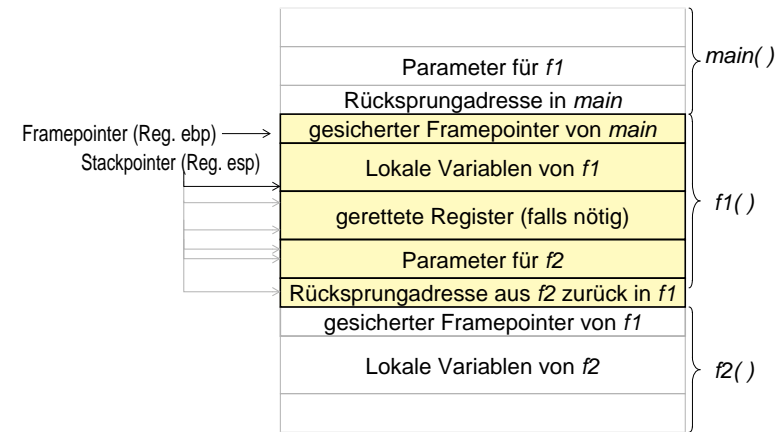 Parameter für f1
main( )
Rücksprungadresse in main
Framepointer (Reg. ebp)
gesicherter Framepointer von main
Stackpointer (Reg. esp)
Lokale Variablen von f1
gerettete Register (falls nötig)
f1( )
Parameter für f2
Rücksprungadresse aus f2 zurück in f1
gesicherter Framepointer von f1
Lokale Variablen von f2
f2( )